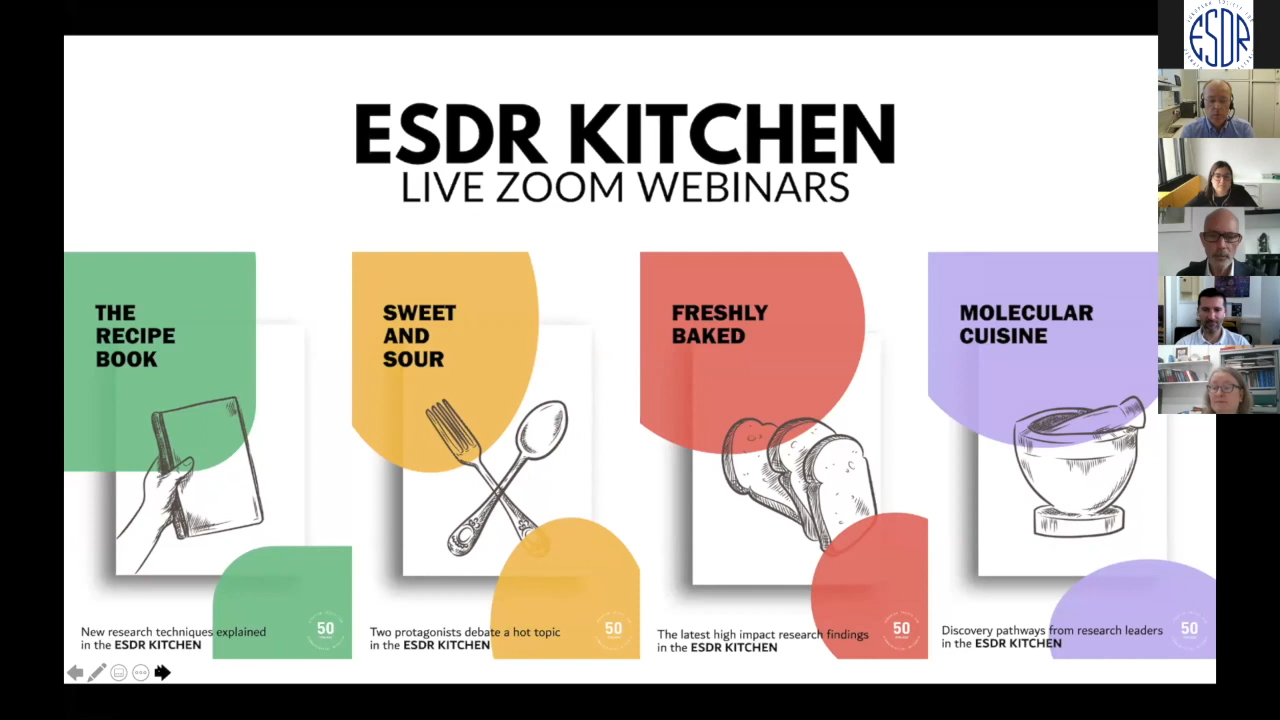 ESDR KITCHEN
LIVE ZOOM WEBINARS
THE
RECIPE
BOOK
New research techniques explained
in the ESDR KITCHEN
50
SWEET
AND
SOUR
Two protagonists debate a hot topic
in the ESDR KITCHEN
50
FRESHLY
BAKED
The latest high impact research findings
in the ESDR KITCHEN
50
MOLECULAR
CUISINE
Discovery pathways from research leaders
in the ESDR KITCHEN
50
ESDR